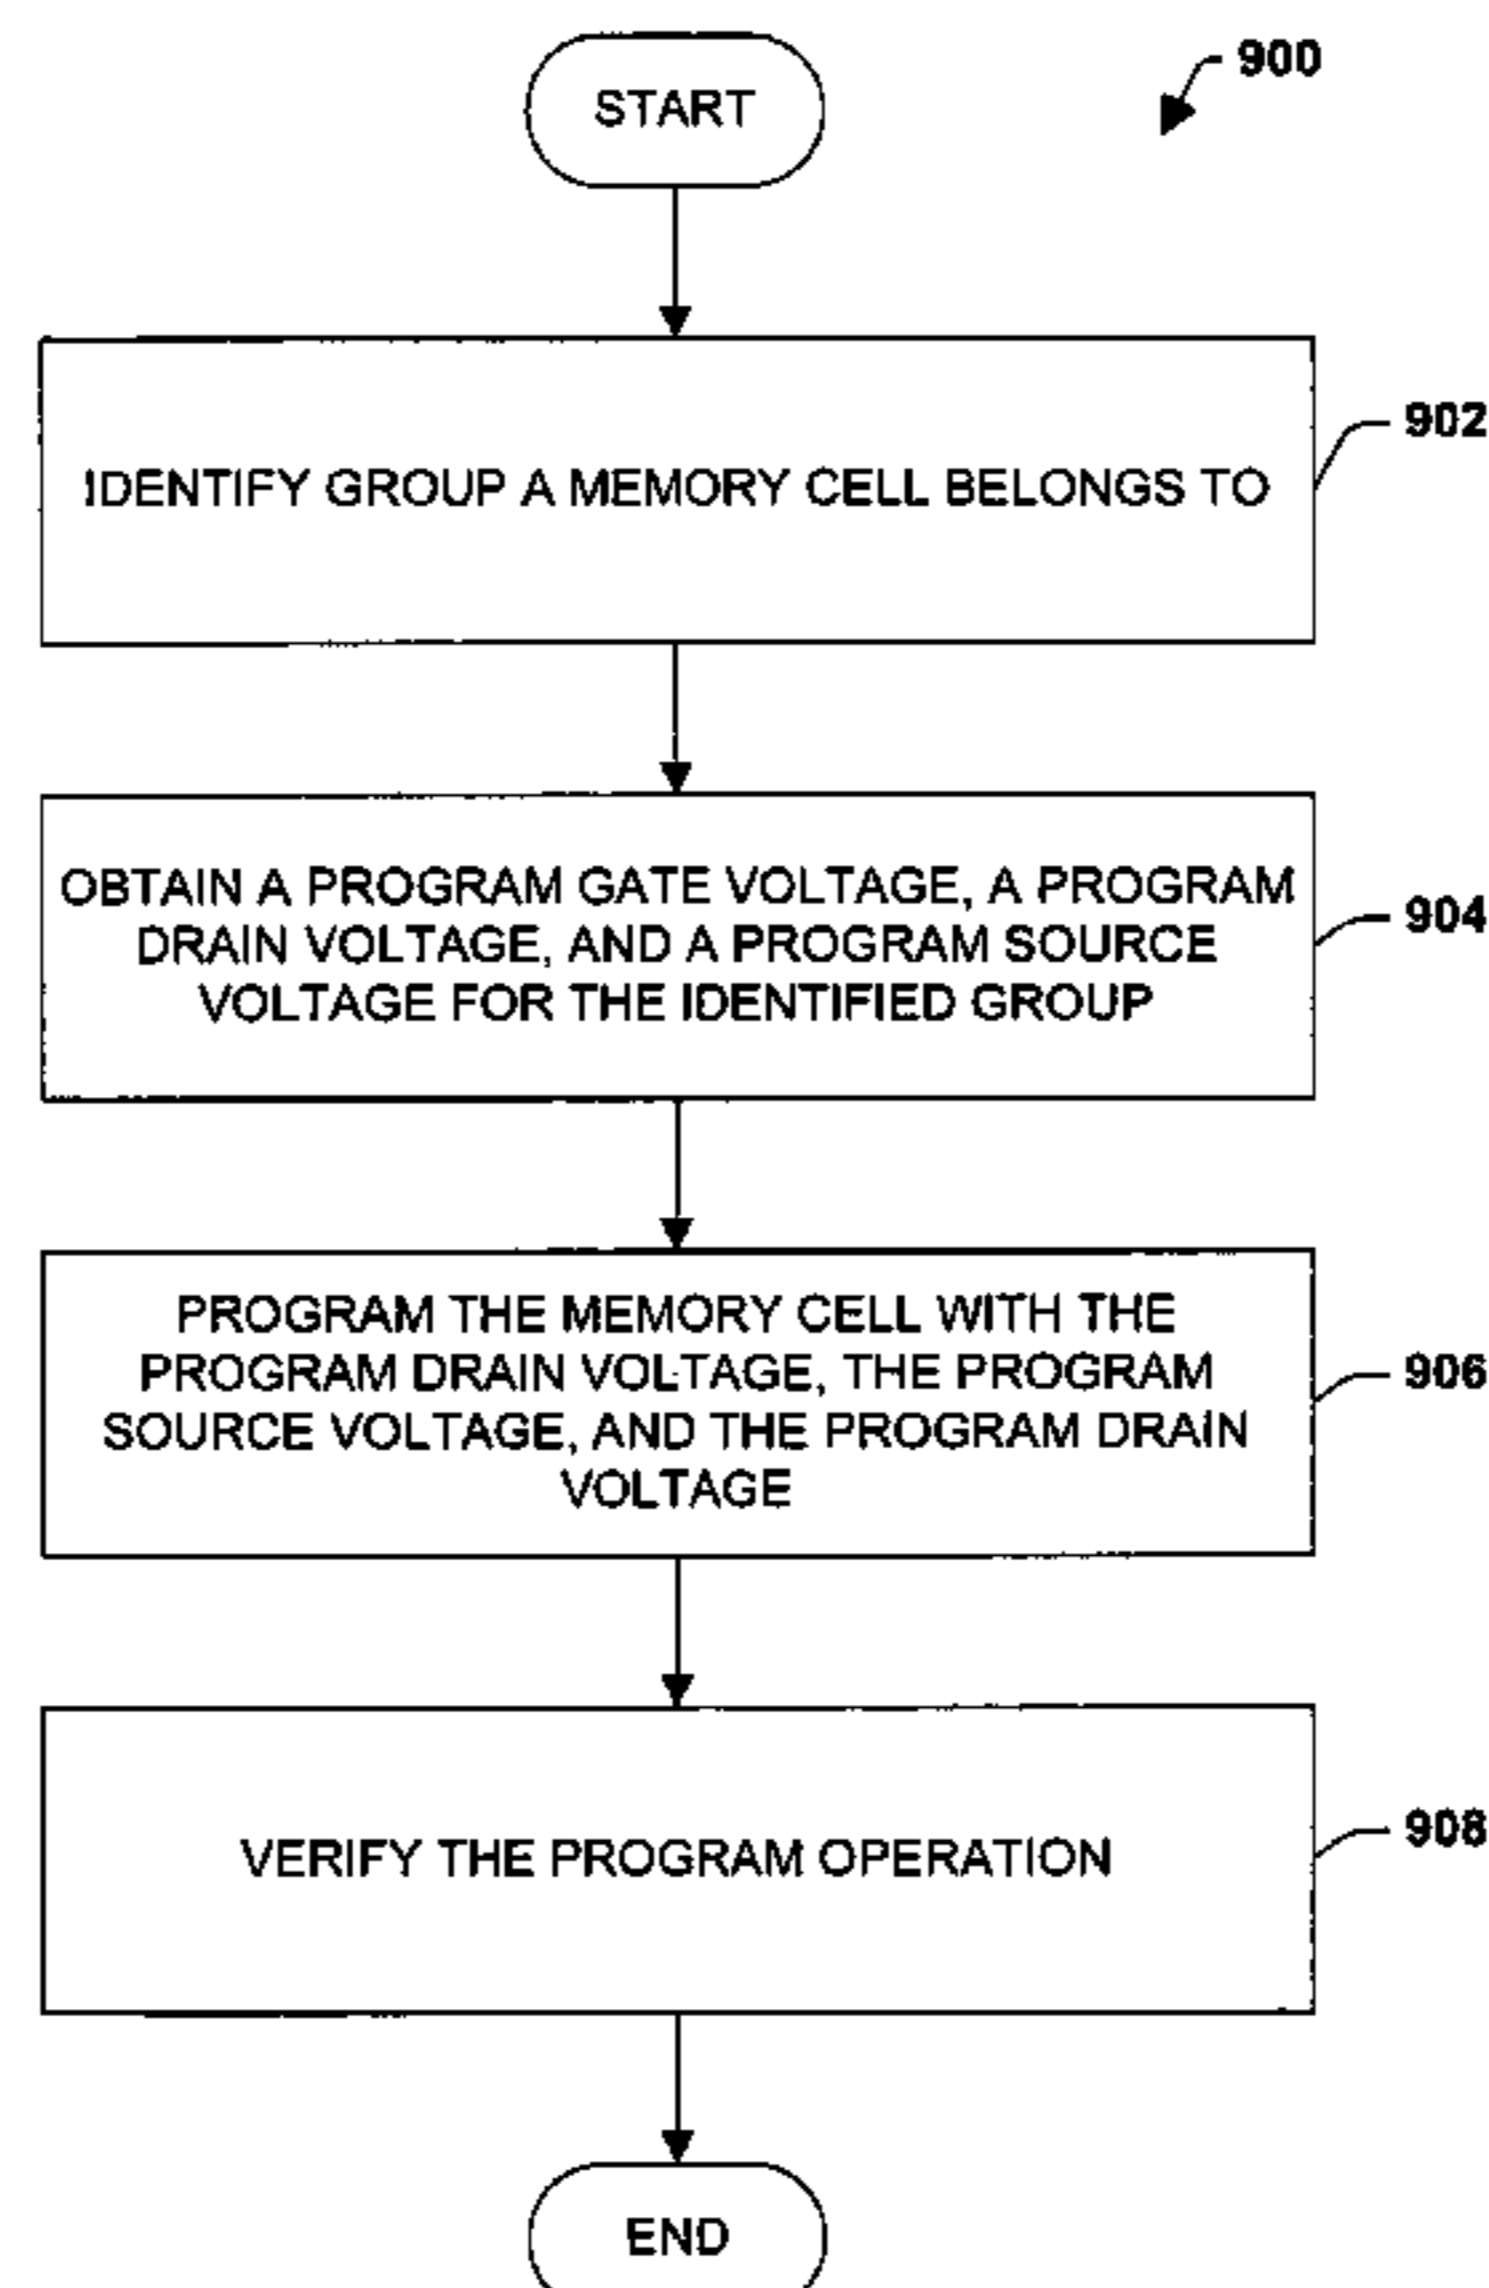 START
900
IDENTIFY GROUP A MEMORY CELL BELONGS TO
902
OBTAIN A PROGRAM GATE VOLTAGE, A PROGRAM
DRAIN VOLTAGE, AND A PROGRAM SOURCE
VOLTAGE FOR THE IDENTIFIED GROUP
904
PROGRAM THE MEMORY CELL WITH THE
PROGRAM DRAIN VOLTAGE, THE PROGRAM
SOURCE VOLTAGE, AND THE PROGRAM DRAIN
VOLTAGE
906
VERIFY THE PROGRAM OPERATION
908
END